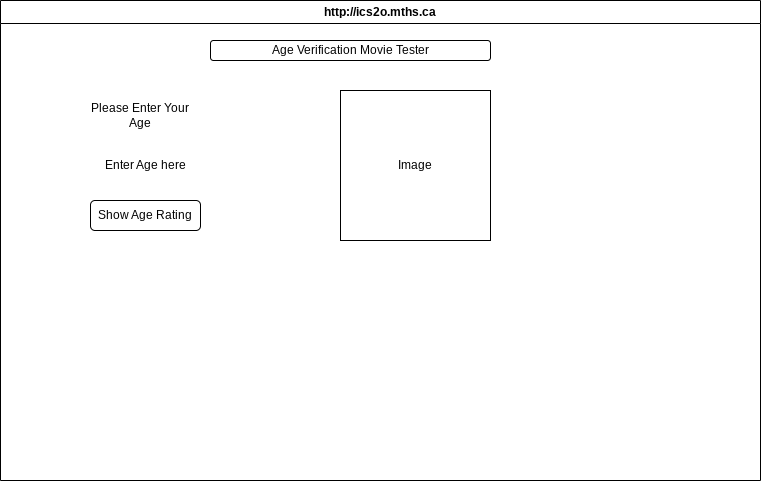 http://ics2o.mths.ca
Age Verification Movie Tester
Please Enter Your
Age
Enter Age here
Show Age Rating
Image